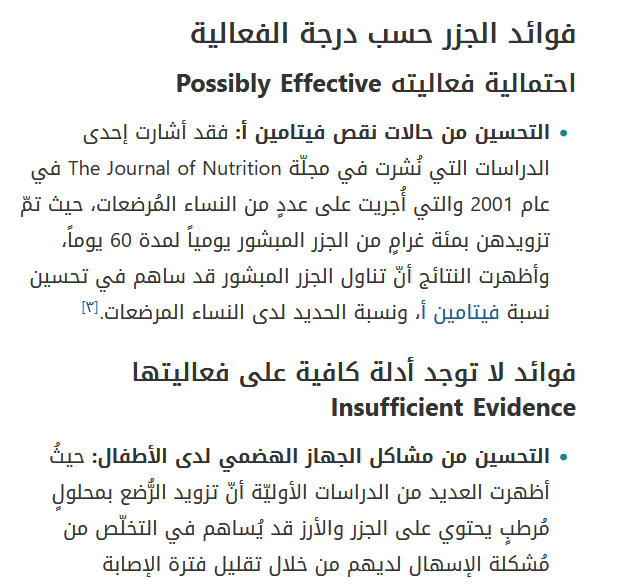 فوائد الجزر حسب درجة الفعالية
احتمالية فعاليته Possibly Effective
التحسين من حالات نقص فيتامين أ: فقد أشارت إحدى
الدراسات التي نُشرت في مجلّة The Journal of Nutrition في
عام 2001 والتي أُجريت على عددٍ من النساء المُرضعات، حيث تمّ
تزويدهن بمئة غرامٍ من الجزر المبشور يومياً لمدة 60 يوماً،
وأظهرت النتائج أنّ تناول الجزر المبشور قد ساهم في تحسين
نسبة فيتامين أ، ونسبة الحديد لدى النساء المرضعات.[٣]
فوائد لا توجد أدلة كافية على فعاليتها
Insufficient Evidence
التحسين من مشاكل الجهاز الهضمي لدى الأطفال: حيثُ
أظهرت العديد من الدراسات الأوليّة أنّ تزويد الرُّضع بمحلولٍ
مُرطبٍ يحتوي على الجزر والأرز قد يُساهم في التخلّص من
مُشكلة الإسهال لديهم من خلال تقليل فترة الإصابة